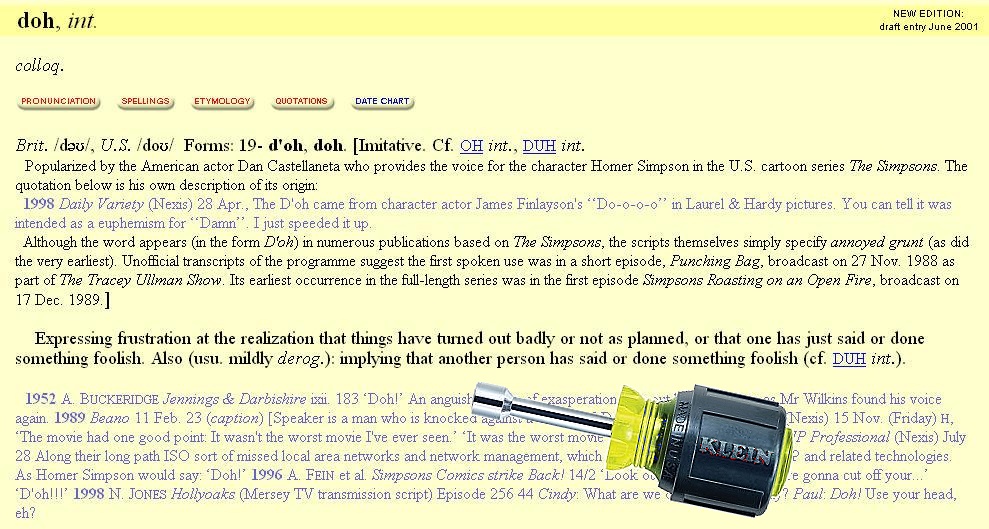 doh, int.
NEW EDITION:
draft entry June 2001
colloq.
PRONUNCIATION SPELLINGS ETYMOLOGY QUOTATIONS DATE CHART
Brit. /dəʊ/, U.S. /doʊ/ Forms: 19- d'oh, doh. [Imitative. Cf. OH int., DUH int.
Popularized by the American actor Dan Castellaneta who provides the voice for the character Homer Simpson in the U.S. cartoon series The Simpsons. The
quotation below is his own description of its origin:
1998 Daily Variety (Nexis) 28 Apr., The D'oh came from character actor James Finlayson's ‘‘Do-o-o-o’’ in Laurel & Hardy pictures. You can tell it was
intended as a euphemism for ‘‘Damn’’. I just speeded it up.
Although the word appears (in the form D'oh) in numerous publications based on The Simpsons, the scripts themselves simply specify annoyed grunt (as did
the very earliest). Unofficial transcripts of the programme suggest the first spoken use was in a short episode, Punching Bag, broadcast on 27 Nov. 1988 as
part of The Tracey Ullman Show. Its earliest occurrence in the full-length series was in the first episode Simpsons Roasting on an Open Fire, broadcast on
17 Dec. 1989.]
Expressing frustration at the realization that things have turned out badly or not as planned, or that one has just said or done
something foolish. Also (usu. mildly derog.): implying that another person has said or done something foolish (cf. DUH int.).
1952 A. BUCKERIDGE Jennings & Darbishire ixii. 183 ‘Doh!’ An anguish of exasperation Mr Wilkins found his voice
again. 1989 Beano 11 Feb. 23 (caption) [Speaker is a man who is knocked against (Nexis) 15 Nov. (Friday) H,
‘The movie had one good point: It wasn't the worst movie I've ever seen.’ ‘It was the worst movie Professional (Nexis) July
28 Along their long path ISO sort of missed local area networks and network management, which and related technologies.
As Homer Simpson would say: ‘Doh!’ 1996 A. FEIN et al. Simpsons Comics strike Back! 14/2 ‘Look gonna cut off your...’
‘D'oh!!!’ 1998 N. JONES Hollyoaks (Mersey TV transmission script) Episode 256 44 Cindy: What are we Paul: Doh! Use your head,
eh?
KLEIN
MADE IN USA